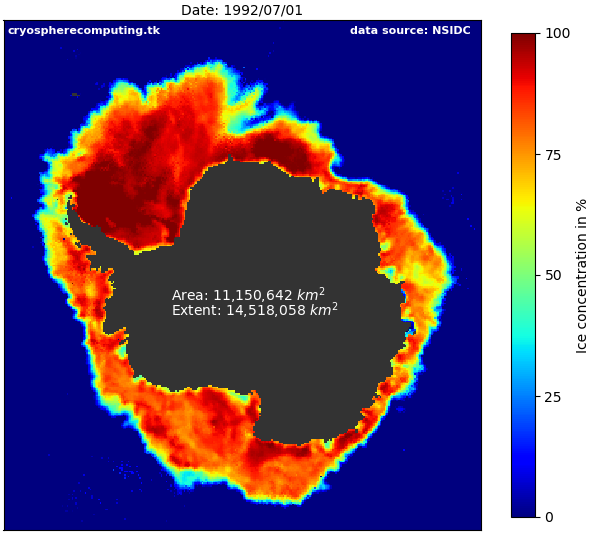 Date: 1992/07/01
cryospherecomputing.tk
data source: NSIDC
100
75
50
25
0
Ice concentration in %
Area: 11,150,642 km²
Extent: 14,518,058 km²